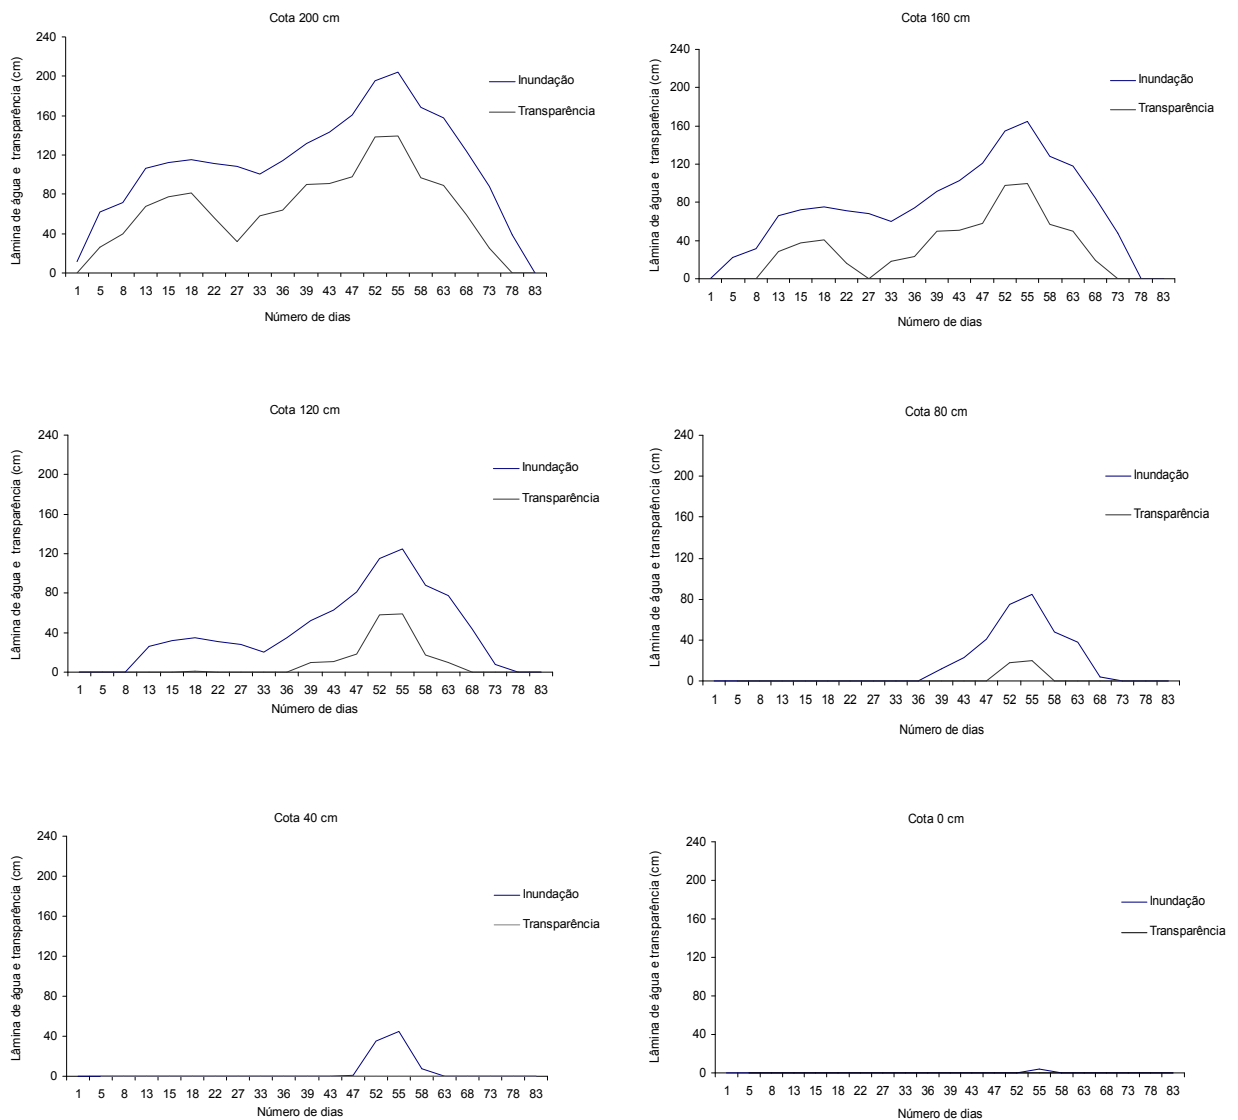 Cota 200 cm
240
200
160
120
80
40
0
Lâmina de água e transparência (cm)
Inundação
Transparência
1 5 8 13 15 18 22 27 33 36 39 43 47 52 55 58 63 68 73 78 83
Número de dias
Cota 160 cm
240
200
160
120
80
40
0
Lâmina de água e transparência (cm)
Inundação
Transparência
1 5 8 13 15 18 22 27 33 36 39 43 47 52 55 58 63 68 73 78 83
Número de dias
Cota 120 cm
240
200
160
120
80
40
0
Lâmina de água e transparência (cm)
Inundação
Transparência
1 5 8 13 15 18 22 27 33 36 39 43 47 52 55 58 63 68 73 78 83
Número de dias
Cota 80 cm
240
200
160
120
80
40
0
Lâmina de água e transparência (cm)
Inundação
Transparência
1 5 8 13 15 18 22 27 33 36 39 43 47 52 55 58 63 68 73 78 83
Número de dias
Cota 40 cm
240
200
160
120
80
40
0
Lâmina de água e transparência (cm)
Inundação
Transparência
1 5 8 13 15 18 22 27 33 36 39 43 47 52 55 58 63 68 73 78 83
Número de dias
Cota 0 cm
240
200
160
120
80
40
0
Lâmina de água e transparência (cm)
Inundação
Transparência
1 5 8 13 15 18 22 27 33 36 39 43 47 52 55 58 63 68 73 78 83
Número de dias